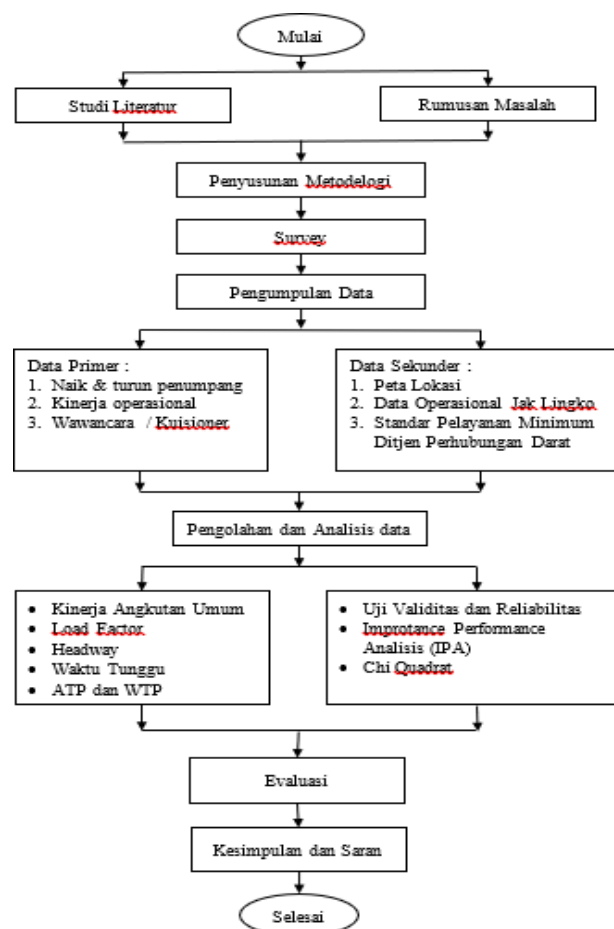 Mulai
Studi Literatur
Rumusan Masalah
Penyusunan Metodelogi
Survey
Pengumpulan Data
Data Primer :
1. Naik & turun penumpang
2. Kinerja operasional
3. Wawancara / Kuisioner
Data Sekunder :
1. Peta Lokasi
2. Data Operasional Jak Lingko
3. Standar Pelayanan Minimum
Ditjen Perhubungan Darat
Pengolahan dan Analisis data
• Kinerja Angkutan Umum
• Load Factor
• Headway
• Waktu Tunggu
• ATP dan WTP
• Uji Validitas dan Reliabilitas
• Improtance Performance
Analisis (IPA)
• Chi Quadrat
Evaluasi
Kesimpulan dan Saran
Selesai